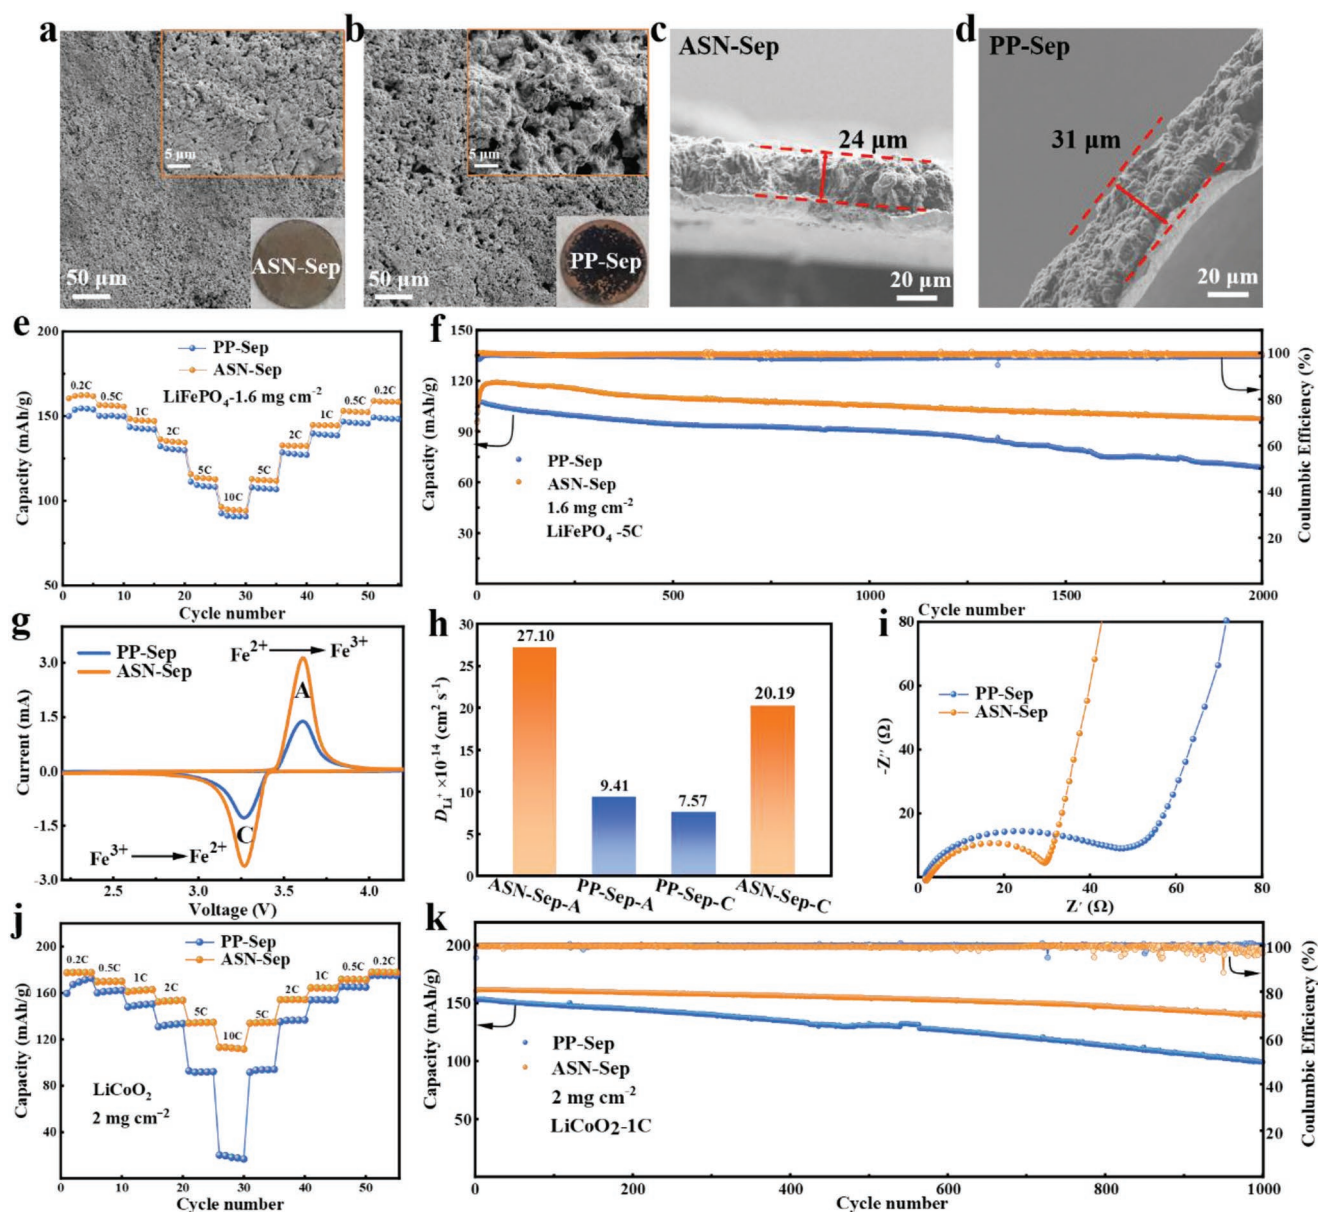 a
5 μm
50 μm
ASN-Sep
b
5 μm
50 μm
PP-Sep
c
ASN-Sep
24 μm
20 μm
d
PP-Sep
31 μm
20 μm
e
200
150
100
50
0 10 20 30 40 50
Capacity (mAh/g)
Cycle number
PP-Sep
ASN-Sep
LiFePO4-1.6 mg cm−2
0.2C
0.5C
1C
2C
5C
10C
5C
2C
1C
0.5C
0.2C
f
150
120
90
60
30
0 500 1000 1500 2000
100
80
60
40
20
Capacity (mAh/g)
Coulumbic Efficiency (%)
Cycle number
PP-Sep
ASN-Sep
1.6 mg cm−2
LiFePO4 -5C
g
3.0
1.5
0.0
-1.5
-3.0
2.4 3.0 3.6 4.2
Current (mA)
Voltage (V)
PP-Sep
ASN-Sep
Fe2+ Fe3+
A
C
Fe3+ Fe2+
h
30
25
20
15
10
5
0
DLi+ ×10−14 (cm2 s-1)
27.10
9.41
7.57
20.19
ASN-Sep-A
PP-Sep-A
PP-Sep-C
ASN-Sep-C
i
-80
60
40
20
0 20 40 60 80
-Z′′ (Ω)
Z′ (Ω)
PP-Sep
ASN-Sep
j
200
160
120
80
40
0 10 20 30 40 50
Capacity (mAh/g)
Cycle number
PP-Sep
ASN-Sep
0.2C
0.5C
1C
2C
5C
10C
5C
2C
1C
0.5C
0.2C
LiCoO2
2 mg cm−2
k
200
150
100
50
0 200 400 600 800 1000
100
80
60
40
20
Capacity (mAh/g)
Coulumbic Efficiency (%)
Cycle number
PP-Sep
ASN-Sep
2 mg cm−2
LiCoO2-1C